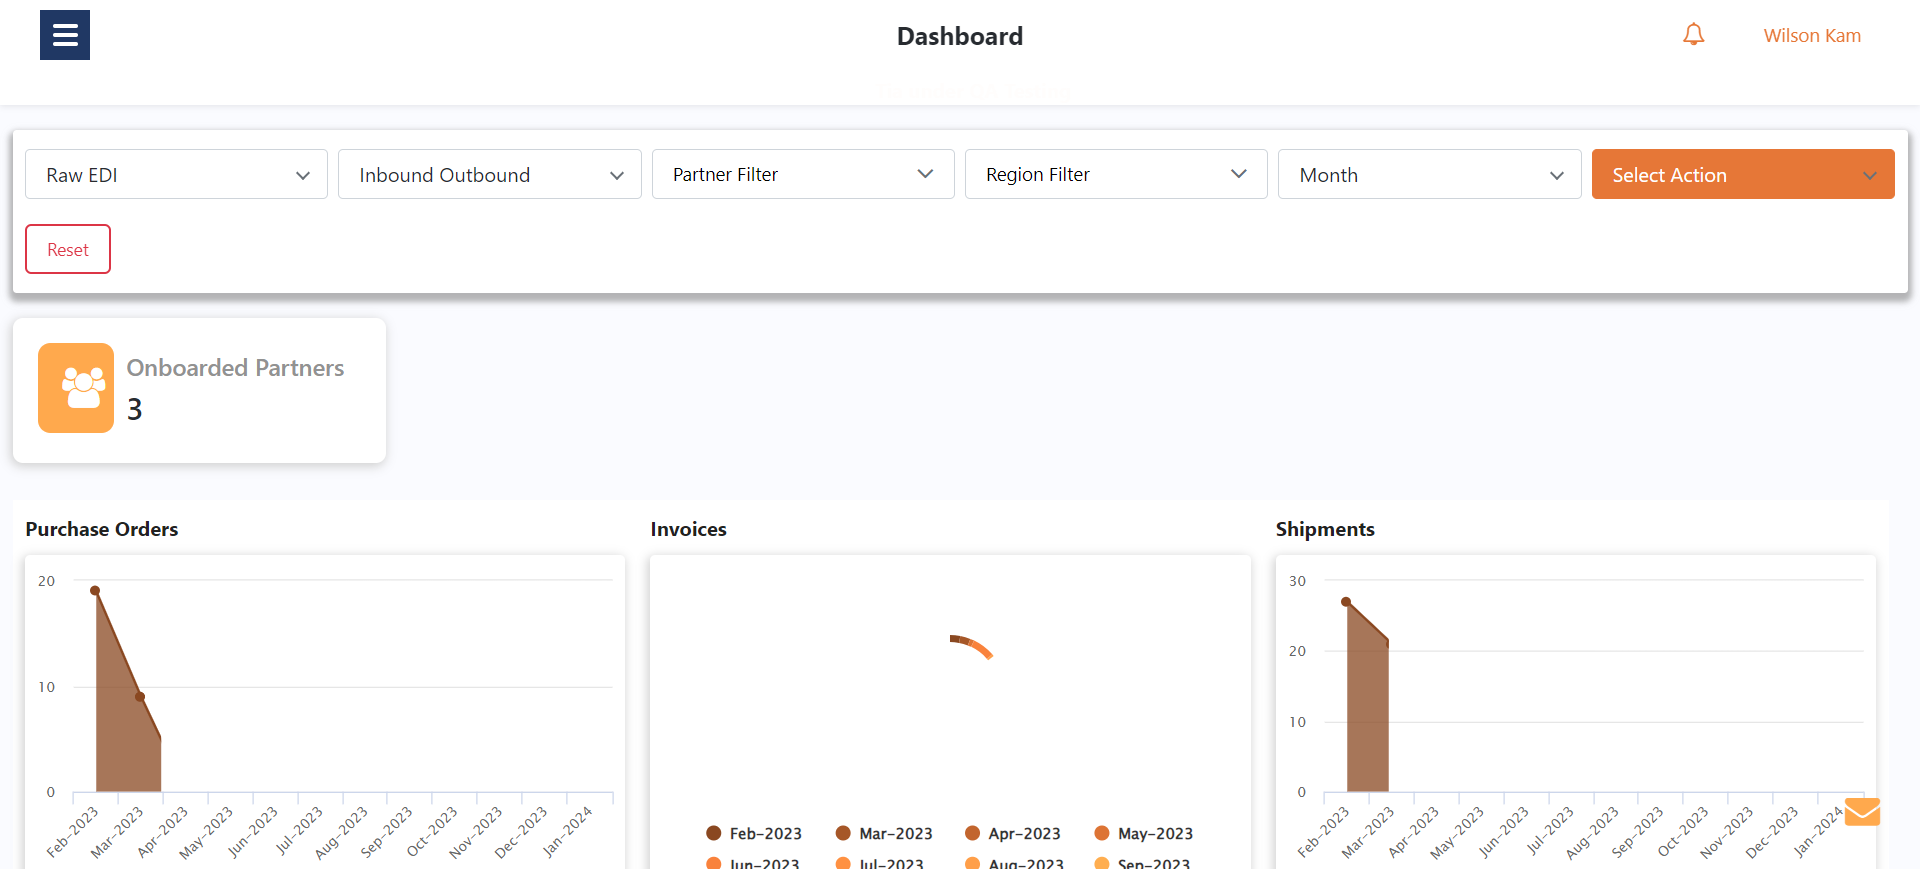 Dashboard
Wilson Kam
Raw EDI
Inbound Outbound
Partner Filter
Region Filter
Month
Select Action
Reset
Onboarded Partners
3
Purchase Orders
20
10
0
Feb-2023
Mar-2023
Apr-2023
May-2023
Jun-2023
Jul-2023
Aug-2023
Sep-2023
Oct-2023
Nov-2023
Dec-2023
Jan-2024
Invoices
Feb-2023 Mar-2023 Apr-2023 May-2023
Jun-2023 Jul-2023 Aug-2023 Sep-2023
Shipments
30
20
10
0
Feb-2023
Mar-2023
Apr-2023
May-2023
Jun-2023
Jul-2023
Aug-2023
Sep-2023
Oct-2023
Nov-2023
Dec-2023
Jan-2024